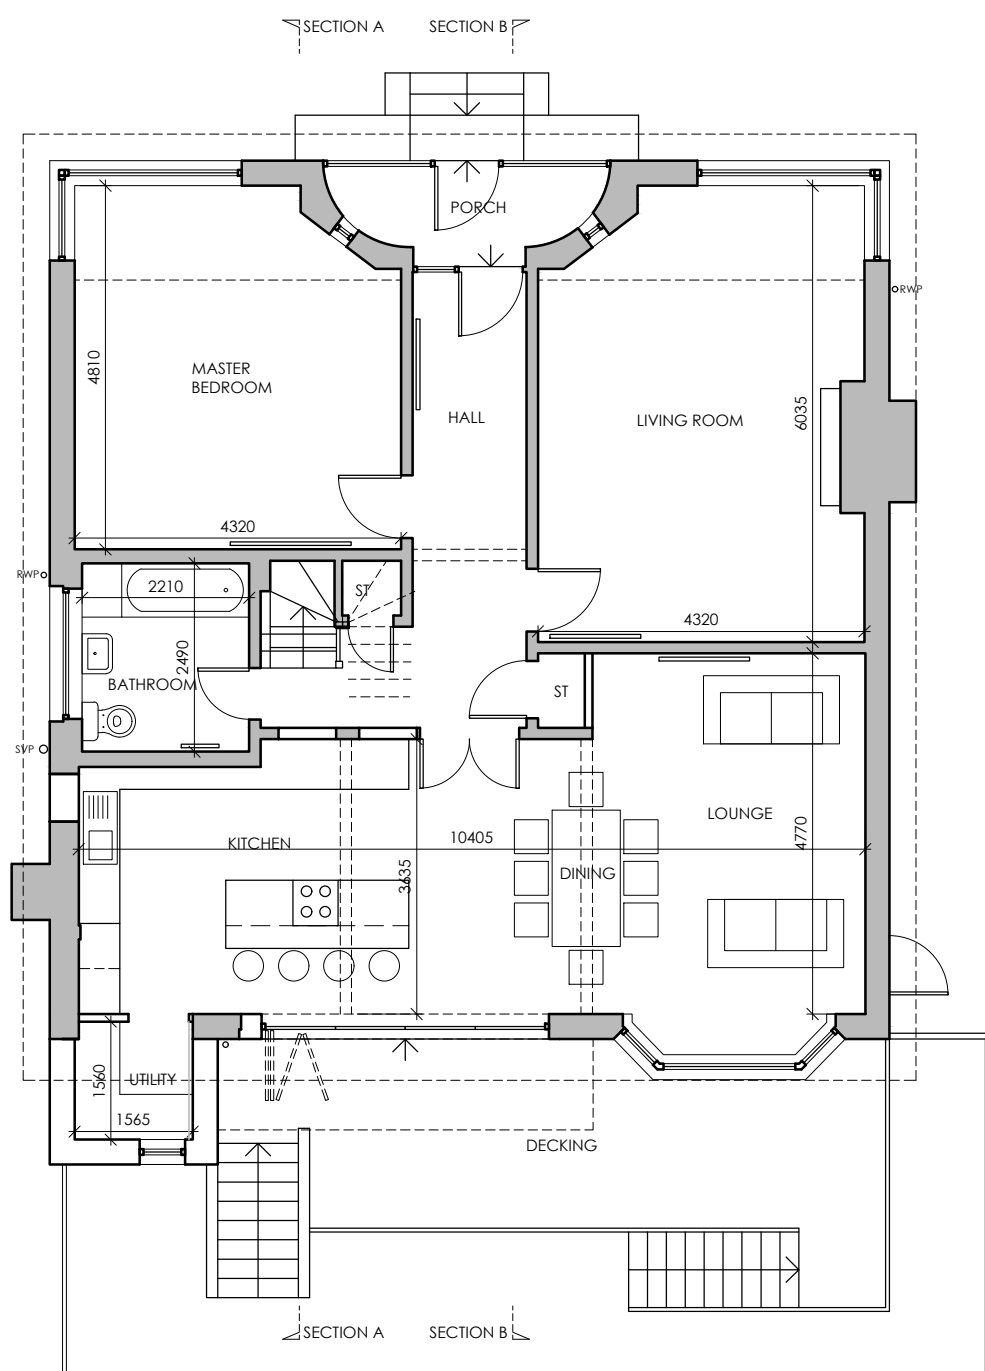 SECTION A
SECTION B
PORCH
RWP
4810
MASTER
BEDROOM
HALL
LIVING ROOM
6035
4320
RWP
2210
ST
4320
2490
BATHROOM
ST
SVP
LOUNGE
KITCHEN
10405
4770
3635
DINING
1560
UTILITY
1565
DECKING
SECTION A
SECTION B